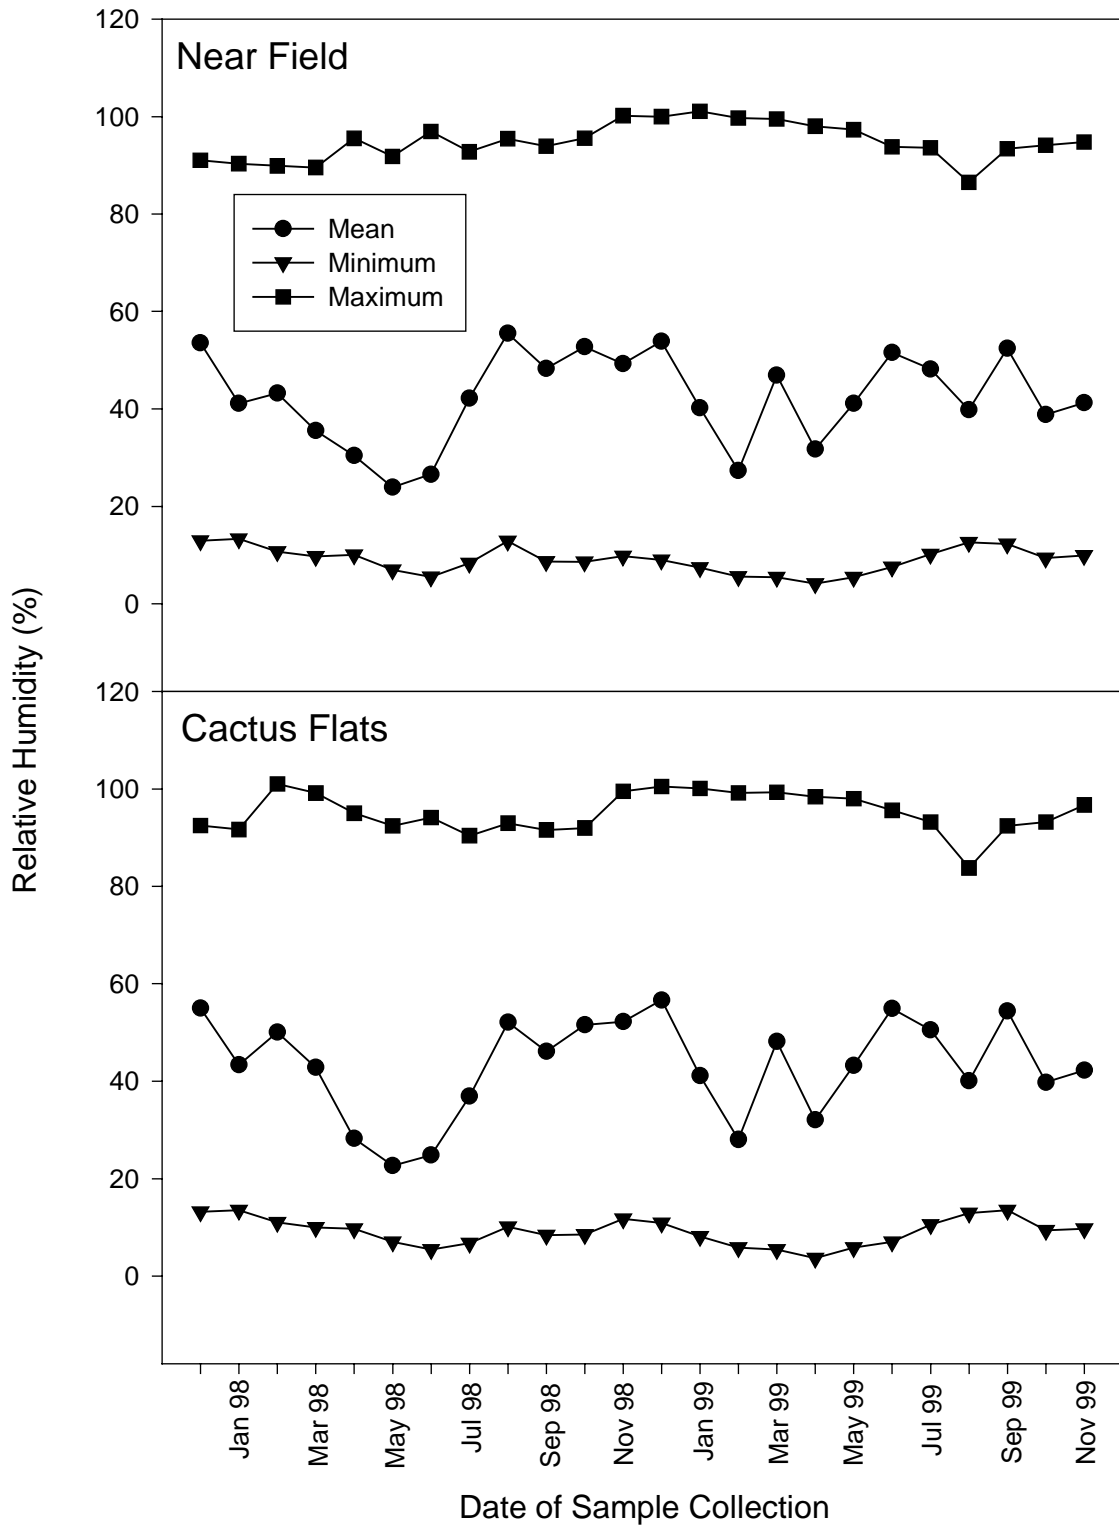 120
Near Field
100
80
Mean
Minimum
Maximum
60
40
20
0
Relative Humidity (%)
120
Cactus Flats
100
80
60
40
20
0
Jan 98
Mar 98
May 98
Jul 98
Sep 98
Nov 98
Jan 99
Mar 99
May 99
Jul 99
Sep 99
Nov 99
Date of Sample Collection